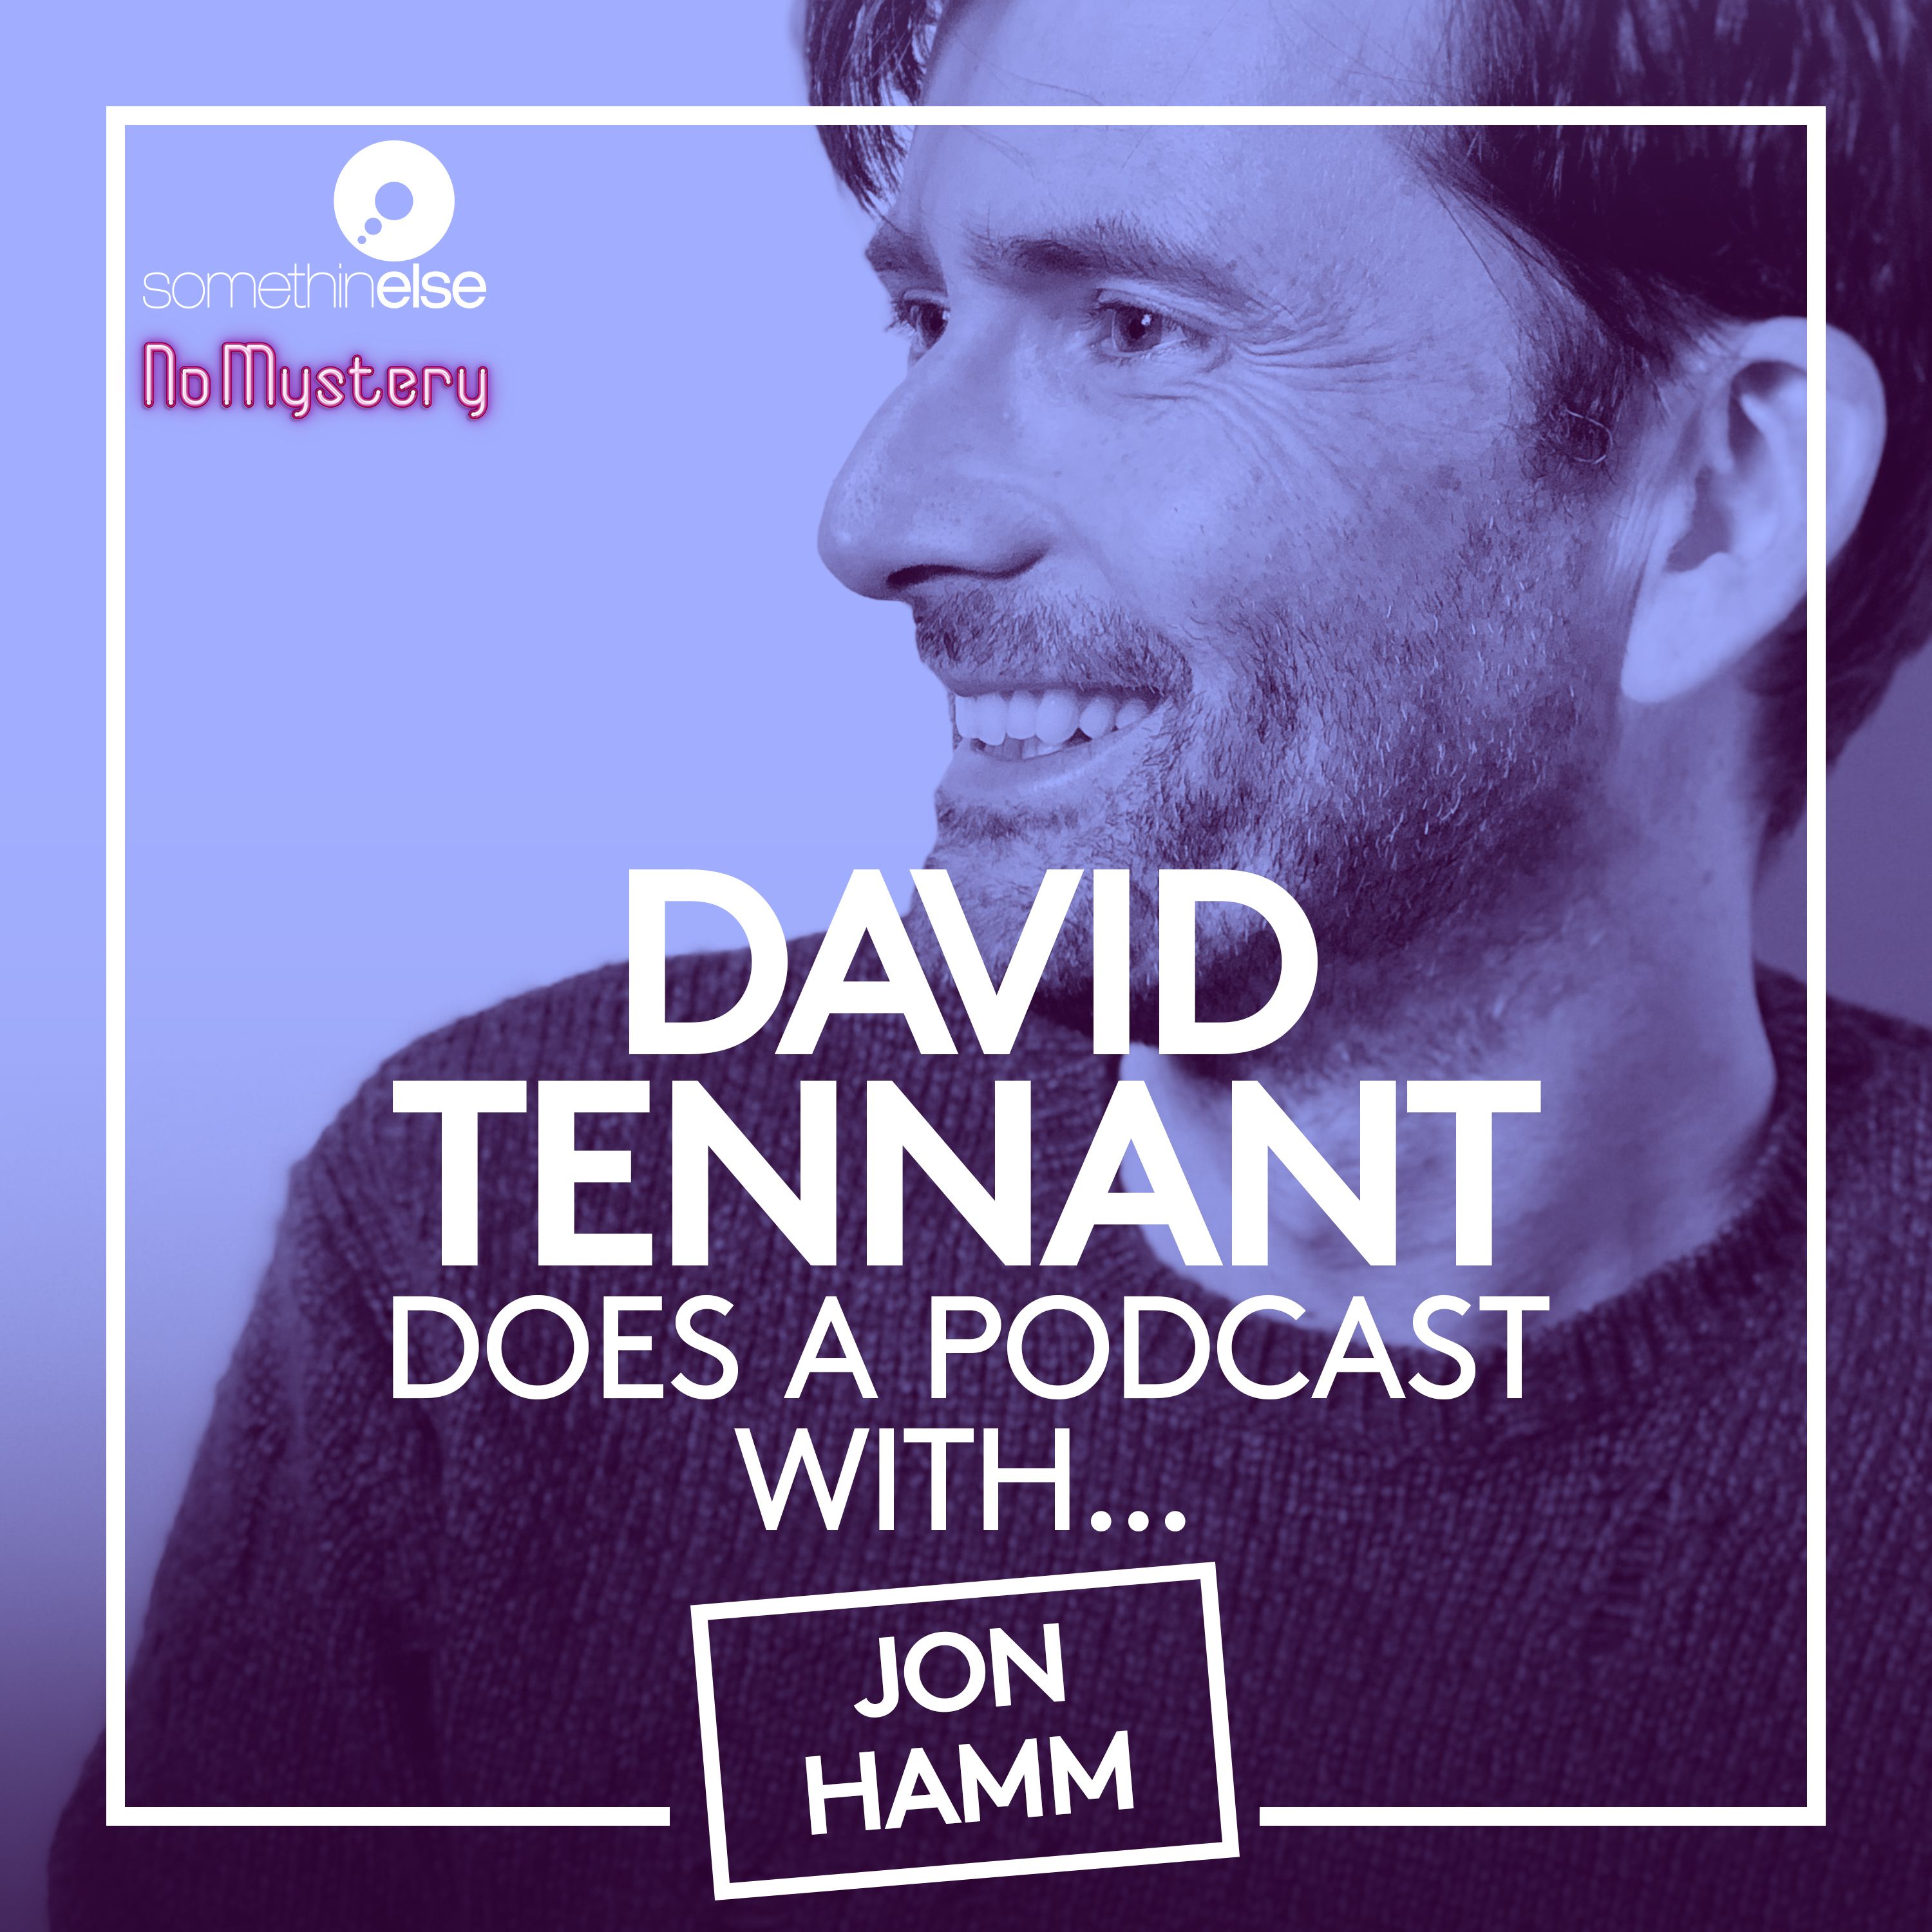 somethinelse
No Mystery
DAVID
TENNANT
DOES A PODCAST
WITH...
JON
HAMM